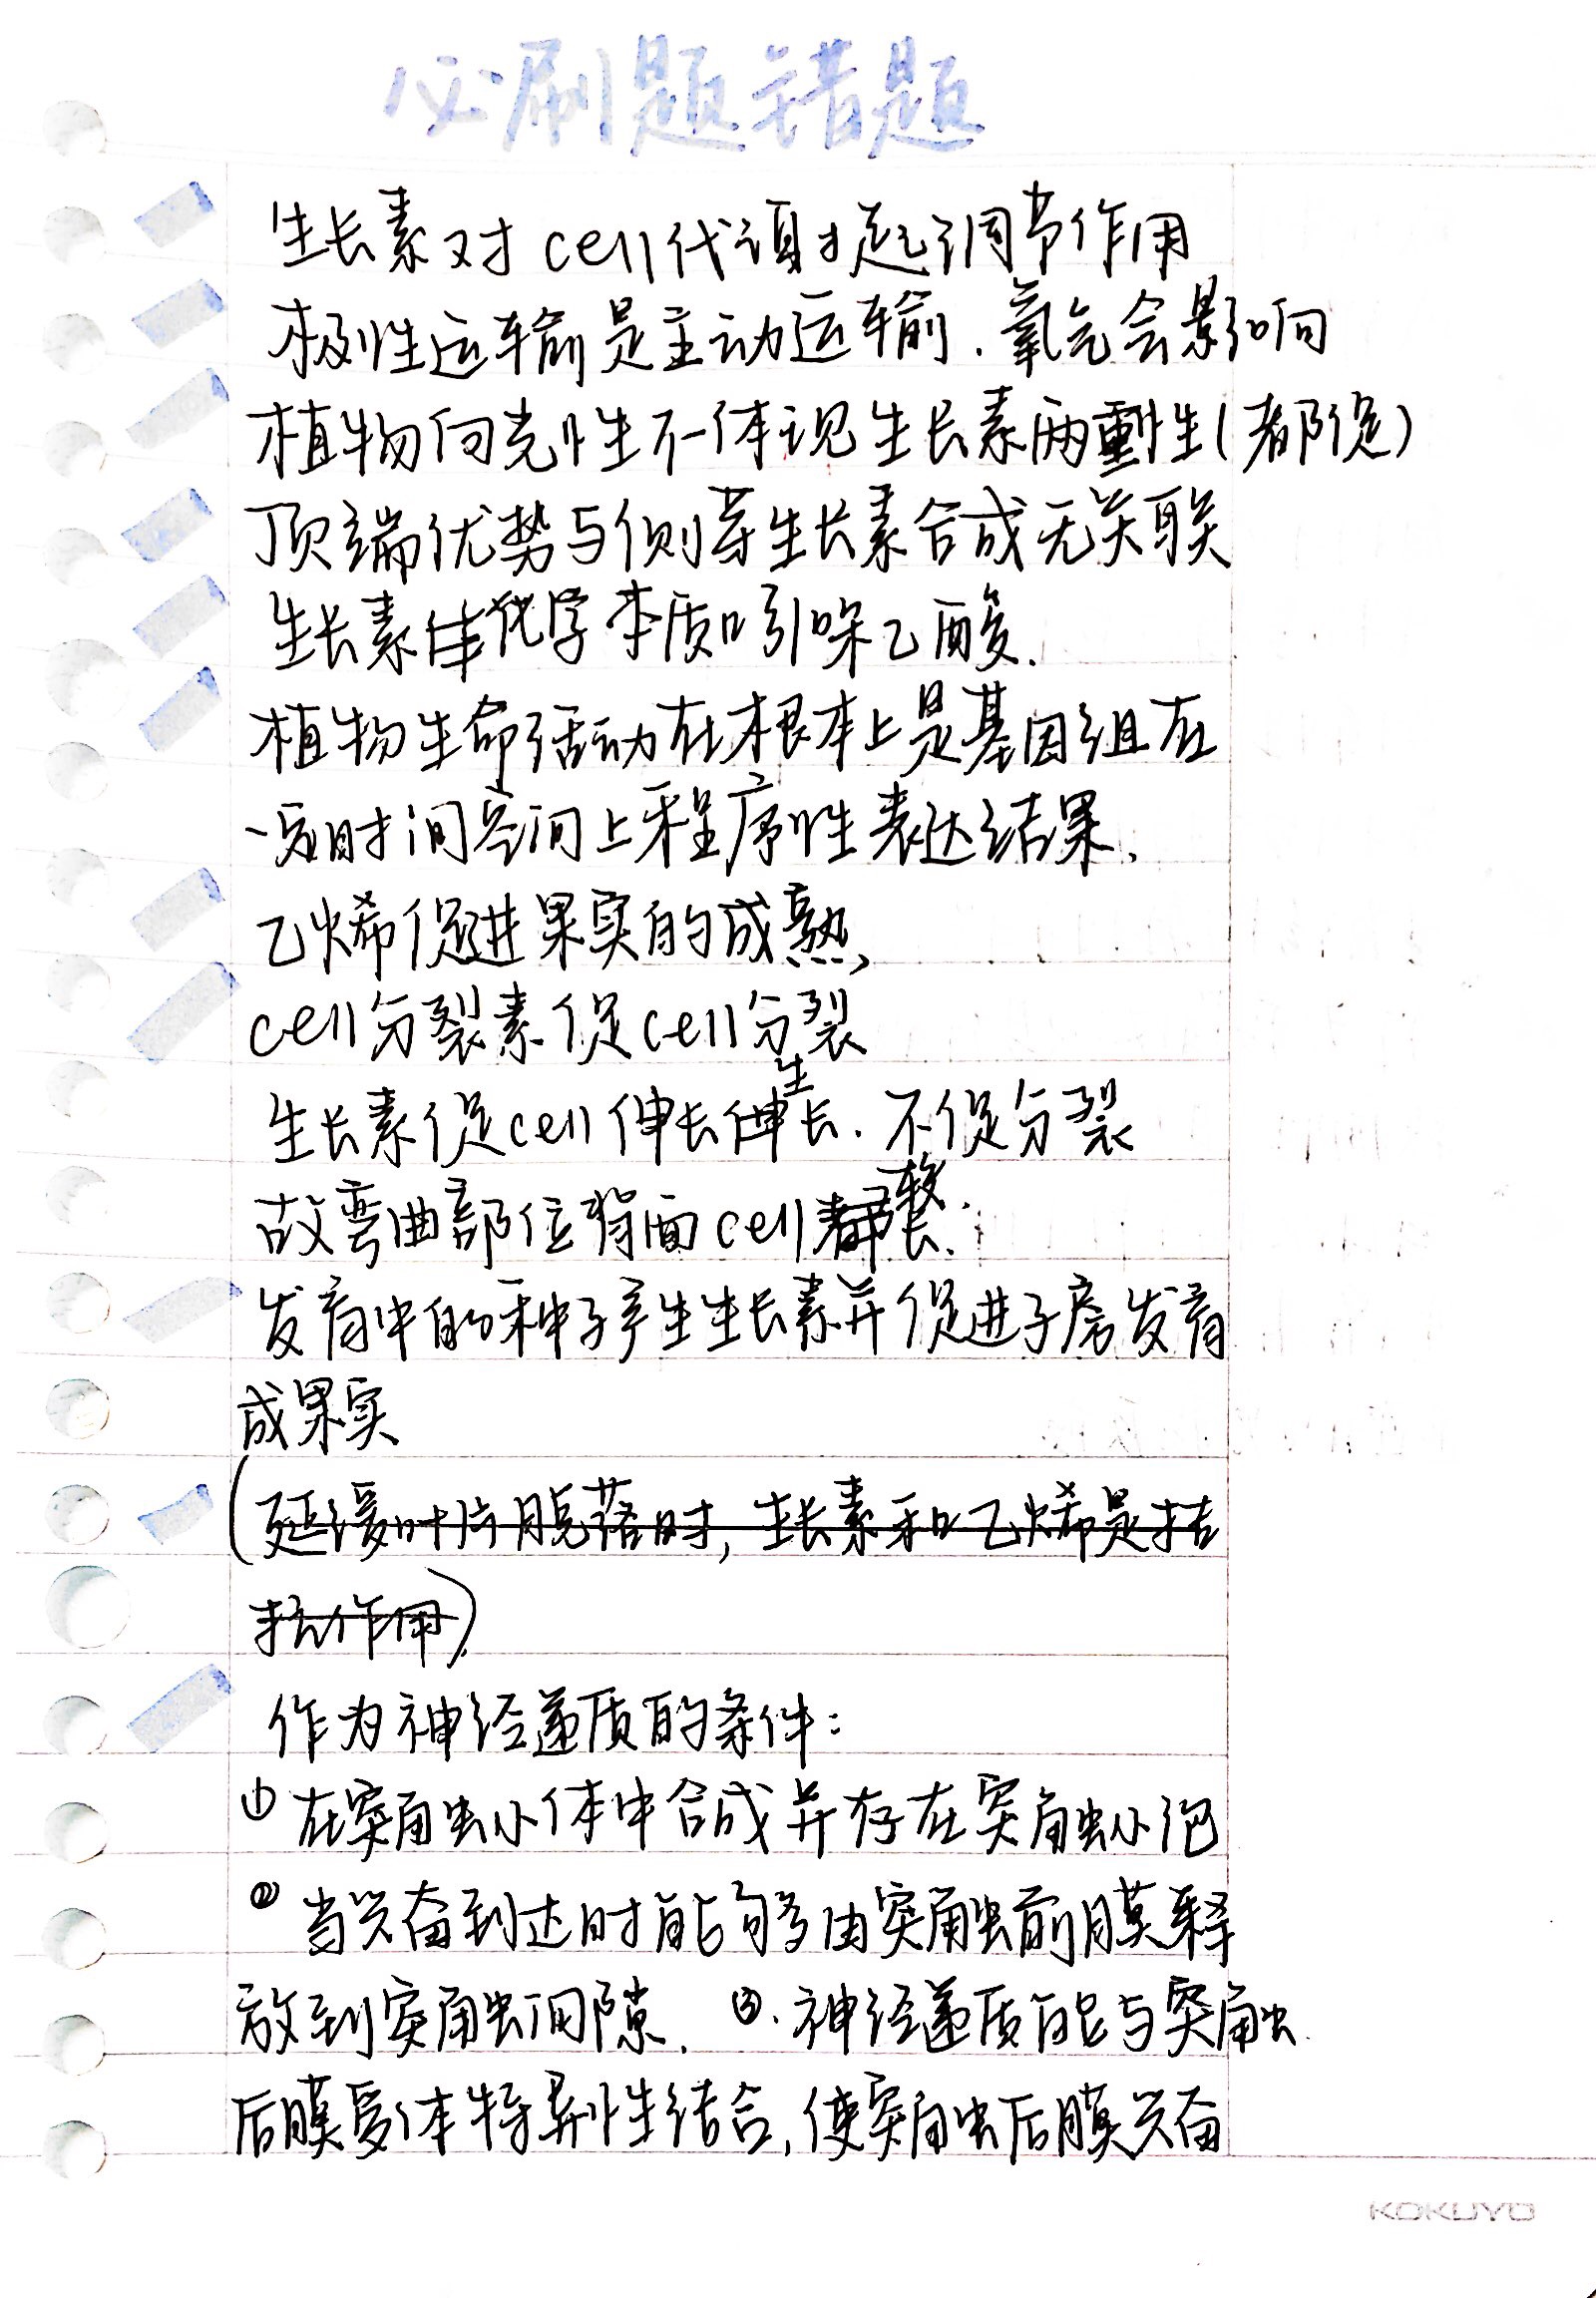 必刷题错题
生长素对cell代谢才起调节作用
极性运输是主动运输.氧气会影响
植物向光性不体现生长素两重性(都促)
顶端优势与侧芽生长素合成无关联
生长素化学本质吲哚乙酸.
植物生命活动在根本上是基因组在
一定时间空间上程序性表达结果.
乙烯促进果实的成熟,
cell分裂素促cell分裂
生长素促cell伸长生长.不促分裂
故弯曲部位背面cell较长.
发育中的种子产生生长素并促进子房发育
成果实
(延缓叶片脱落时,生长素和乙烯是拮
抗作用).
作为神经递质的条件:
①在突触小体中合成并存在突触小泡
②当兴奋到达时能够由突触前膜释
放到突触间隙. ③.神经递质能与突触
后膜受体特异性结合,使突触后膜兴奋
KOKUYO